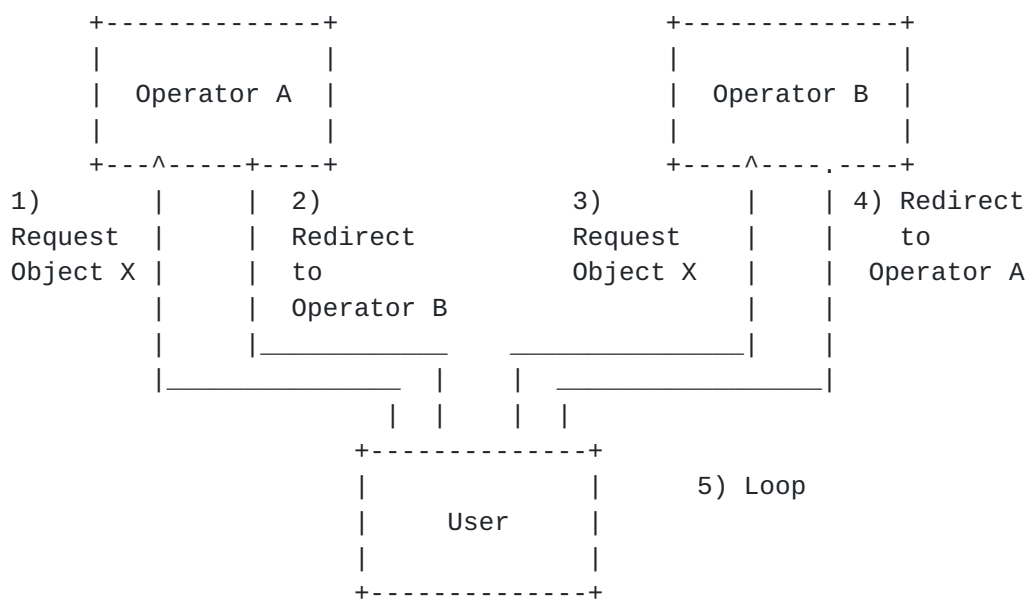 Operator A
Operator B
1)
Request
Object X
2)
Redirect
to
Operator B
3)
Request
Object X
4) Redirect
to
Operator A
User
5) Loop